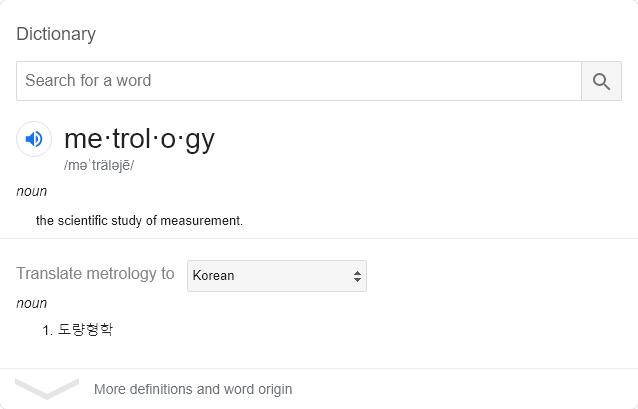 Dictionary
Search for a word
me·trol·o·gy
/məˈträləjē/
noun
the scientific study of measurement.
Translate metrology to Korean
noun
1. 도량형학
More definitions and word origin